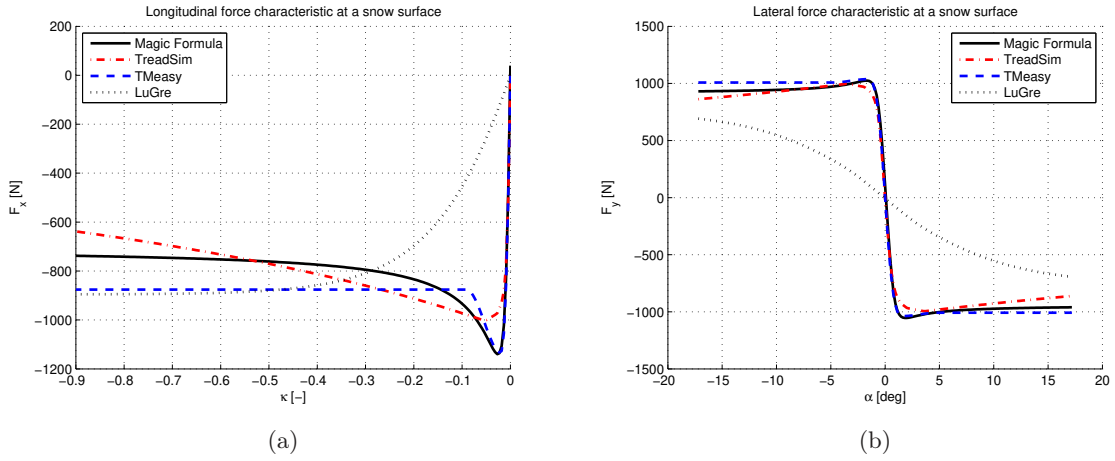 Longitudinal force characteristic at a snow surface
200
0
−200
−400
−600
−800
−1000
−1200
F_x [N]
Magic Formula
TreadSim
TMeasy
LuGre
−0.9 −0.8 −0.7 −0.6 −0.5 −0.4 −0.3 −0.2 −0.1 0
κ [−]
(a)
Lateral force characteristic at a snow surface
1500
1000
500
0
−500
−1000
−1500
F_y [N]
Magic Formula
TreadSim
TMeasy
LuGre
−20 −15 −10 −5 0 5 10 15 20
α [deg]
(b)